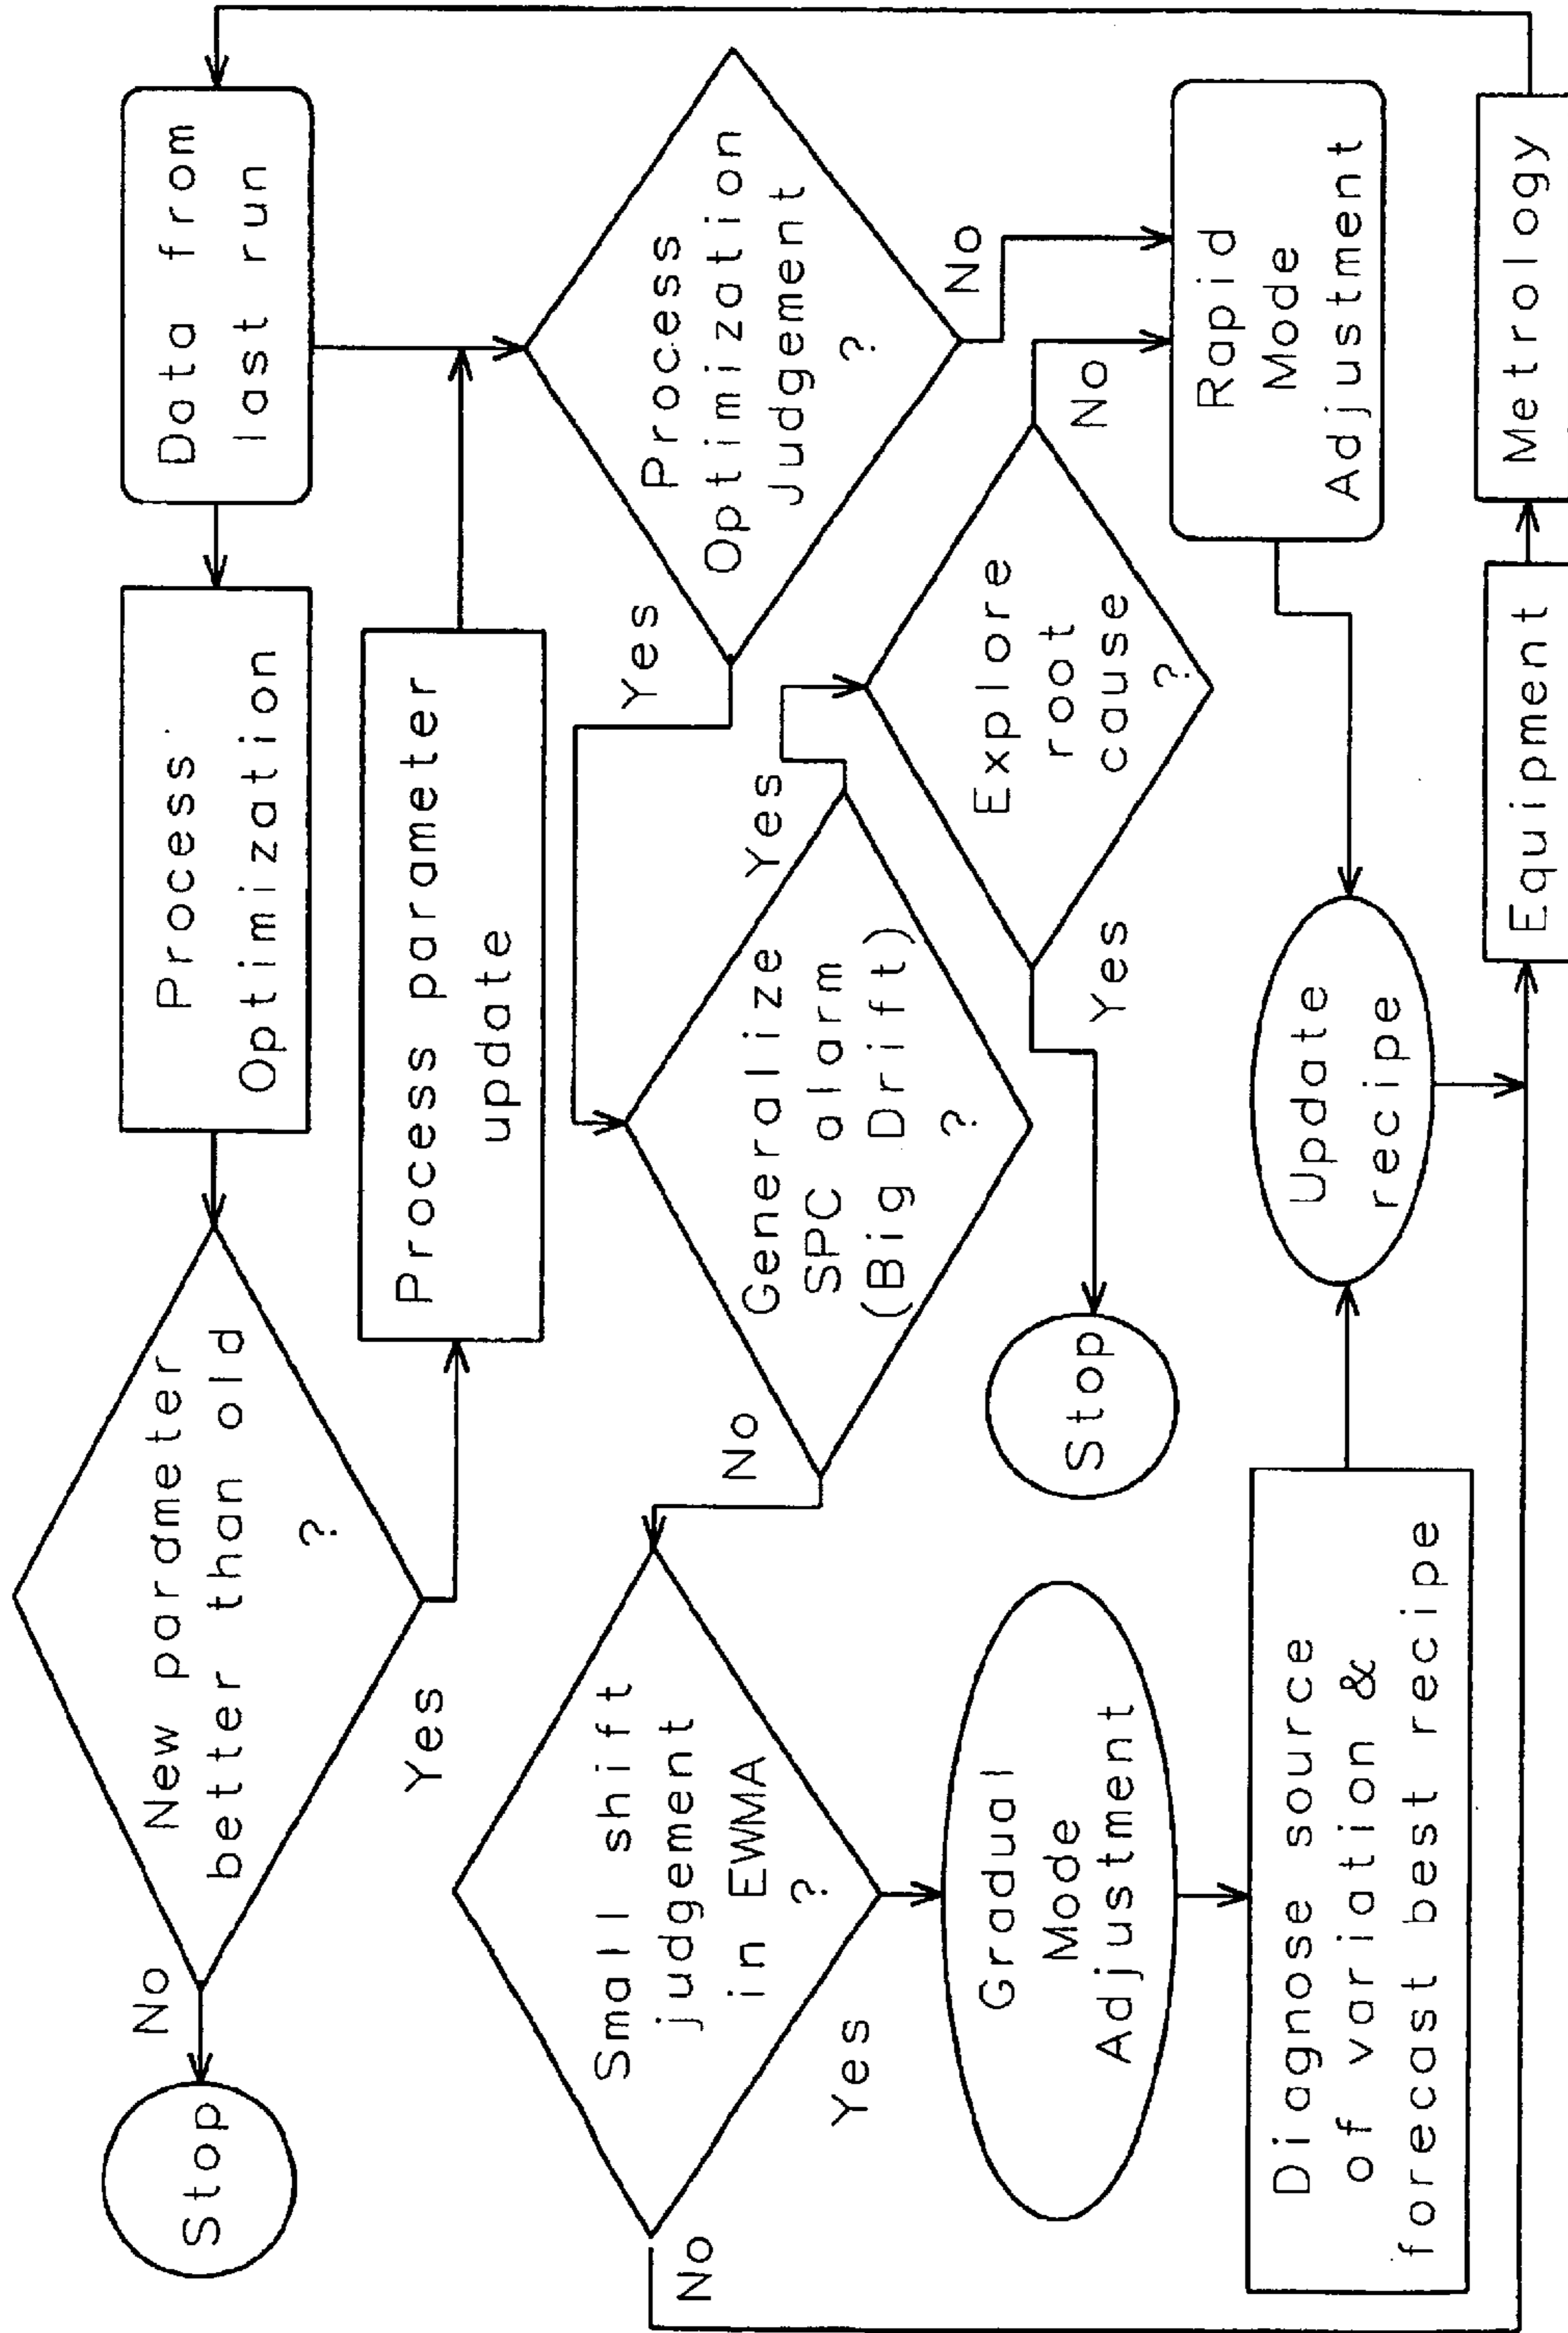 Stop
No
New pardmeter
better than old
?
Yes
Process
Optimization
Data from
last run
Process parameter
update
Small shift
judgement
in EWMA
?
No
Yes
No
Generalize
SPC alarm
(Big Drift)
?
Yes
Yes
Process
Optimization
Judgement
?
No
Explore
root
cause
?
Yes
No
Stop
Gradual
Mode
Adjustment
Rapid
Mode
Adjustment
Diagnose source
of variation &
forecast best recipe
Update
recipe
Equipment
Metrology